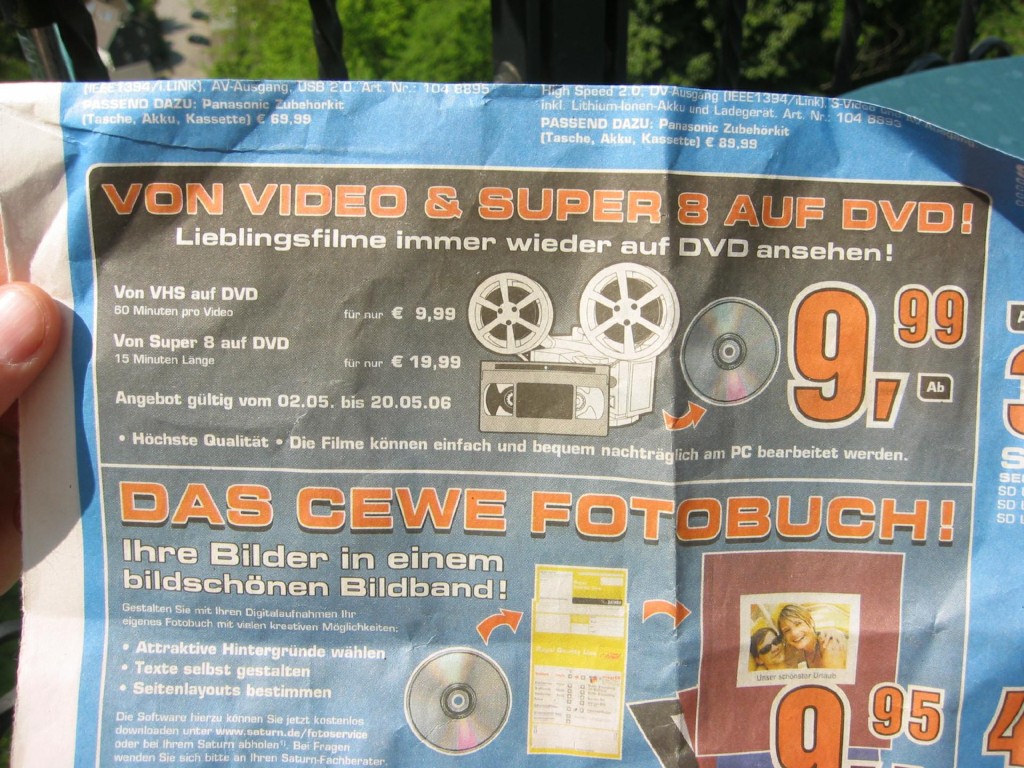 (IEEE1394/i.LINK), AV-Ausgang, USB 2.0. Art. Nr.: 104 8895
PASSEND DAZU: Panasonic Zubehörkit
(Tasche, Akku, Kassette) € 69,99
High Speed 2.0, DV-Ausgang (IEEE1394/iLink), S-Video
inkl. Lithium-Ionen-Akku und Ladegerät. Art. Nr.: 104 8893
PASSEND DAZU: Panasonic Zubehörkit
(Tasche, Akku, Kassette) € 89,99
VON VIDEO & SUPER 8 AUF DVD!
Lieblingsfilme immer wieder auf DVD ansehen!
Von VHS auf DVD
60 Minuten pro Video für nur € 9,99
Von Super 8 auf DVD
15 Minuten Länge für nur € 19,99
Angebot gültig vom 02.05. bis 20.05.06
9,99
Ab
• Höchste Qualität • Die Filme können einfach und bequem nachträglich am PC bearbeitet werden.
DAS CEWE FOTOBUCH!
Ihre Bilder in einem
bildschönen Bildband!
Gestalten Sie mit Ihren Digitalaufnahmen Ihr
eigenes Fotobuch mit vielen kreativen Möglichkeiten:
• Attraktive Hintergründe wählen
• Texte selbst gestalten
• Seitenlayouts bestimmen
Die Software hierzu können Sie jetzt kostenlos
downloaden unter www.saturn.de/fotoservice
oder bei Ihrem Saturn abholen¹⁾. Bei Fragen
wenden Sie sich bitte an Ihren Saturn-Fachberater.
Unser schönster Urlaub
9,95